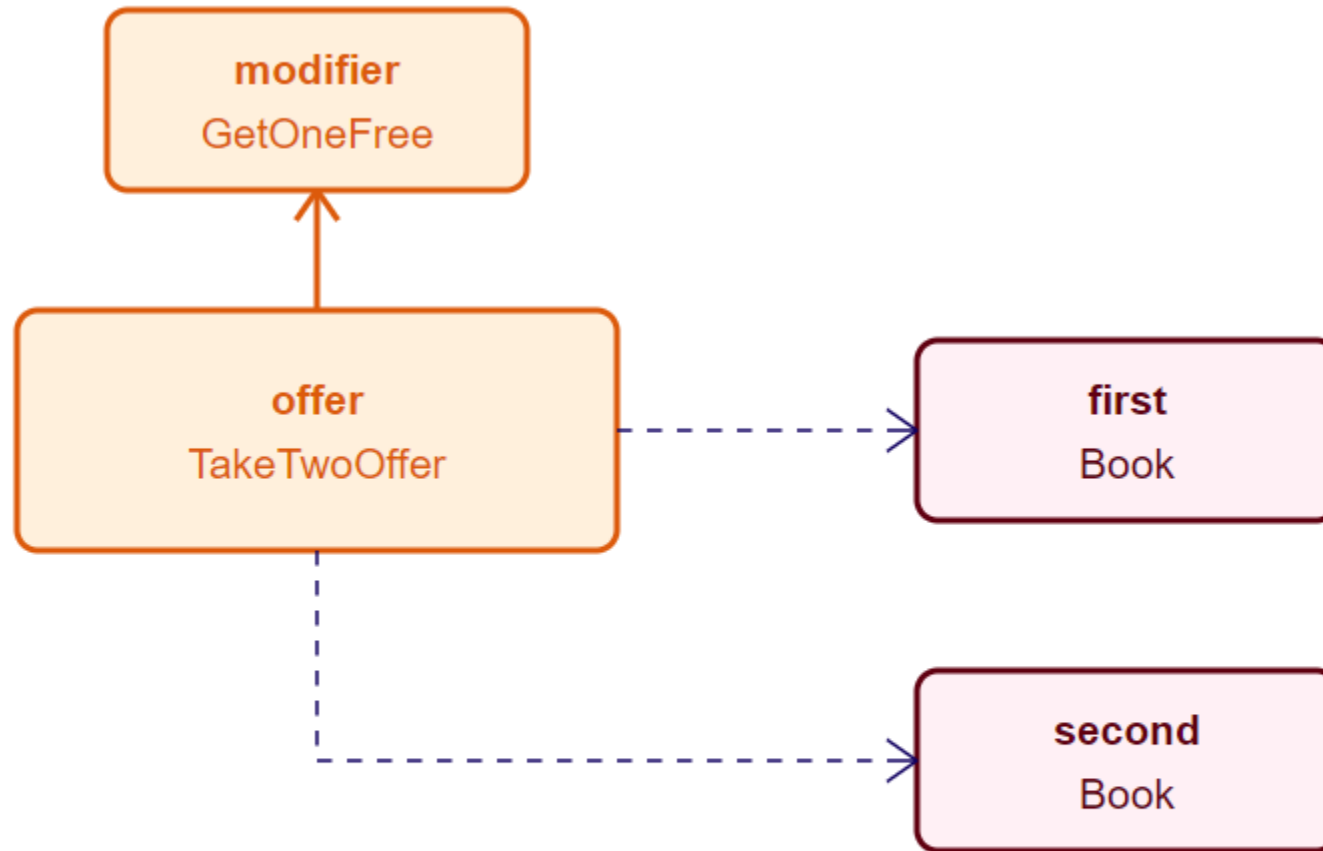 modifier
GetOneFree
offer
TakeTwoOffer
first
Book
second
Book